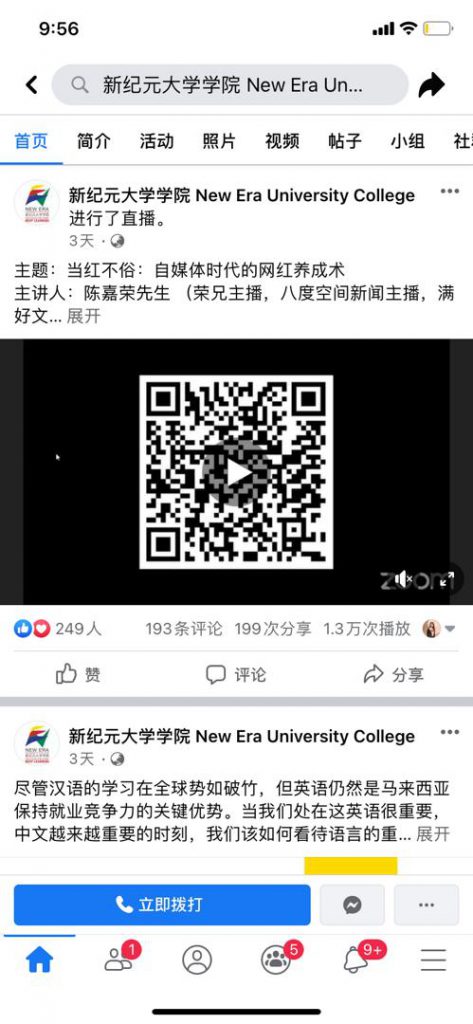 9:56
新纪元大学学院 New Era Un...
首页 简介 活动 照片 视频 帖子 小组
新纪元大学学院 New Era University College
进行了直播。
3天
主题：当红不俗：自媒体时代的网红养成术
主讲人：陈嘉荣先生 （荣兄主播，八度空间新闻主播，满
好文... 展开
zoom
249人 193条评论 199次分享 1.3万次播放
赞 评论 分享
新纪元大学学院 New Era University College
3天
尽管汉语的学习在全球势如破竹，但英语仍然是马来西亚
保持就业竞争力的关键优势。当我们处在这英语很重要，
中文越来越重要的时刻，我们该如何看待语言的重... 展开
立即拨打
1 5 9+